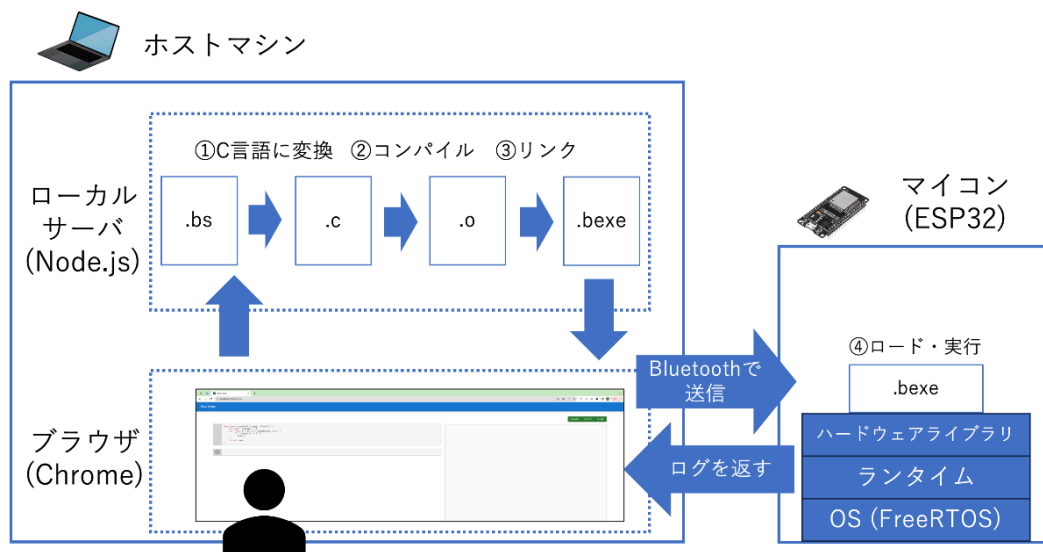 ホストマシン
①C言語に変換 ②コンパイル ③リンク
ローカル
サーバ
(Node.js)
.bs
.c
.o
.bexe
マイコン
(ESP32)
④ロード・実行
.bexe
Bluetoothで
送信
ハードウェアライブラリ
ログを返す
ランタイム
OS (FreeRTOS)
ブラウザ
(Chrome)